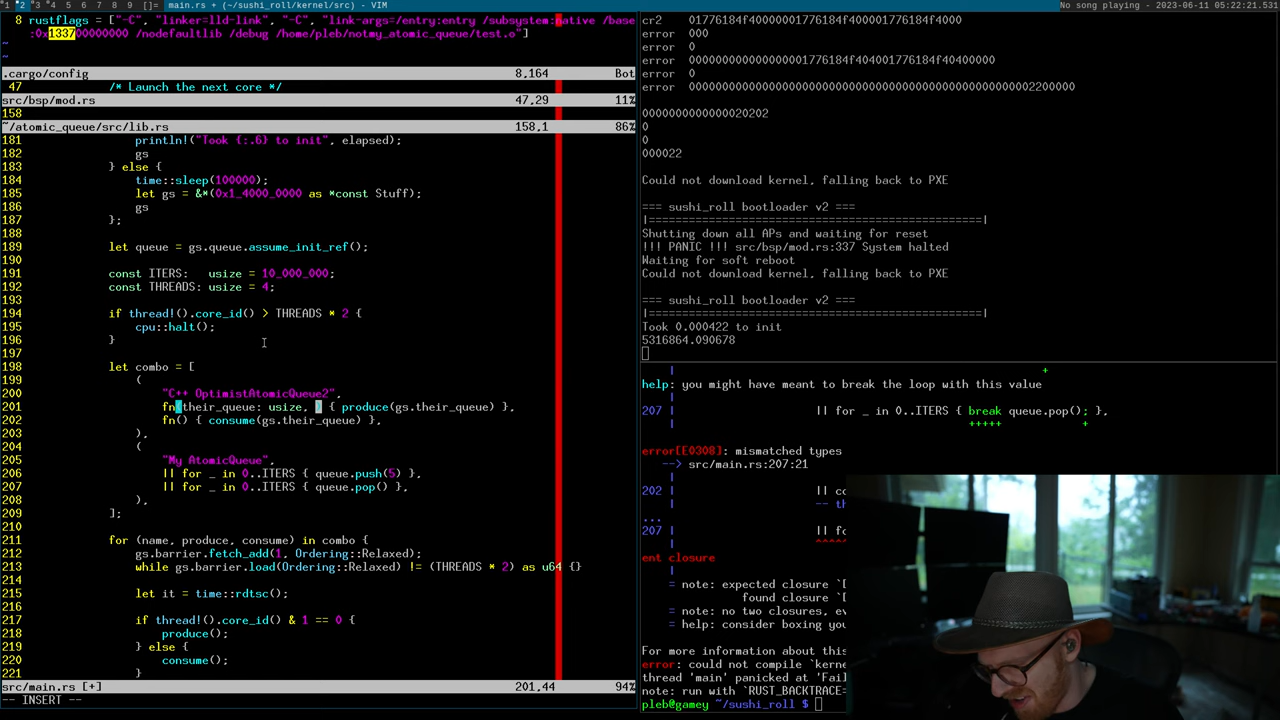 1 2 3 4 5 6 7 8 9 []= main.rs + (~/sushi_roll/kernel/src) - VIM
No song playing - 2023-06-11 05:22:21.531
8 rustflags = ["-C", "linker=lld-link", "-C", "link-args=/entry:entry /subsystem:native /base
:0x133700000000 /nodefaultlib /debug /home/pleb/notmy_atomic_queue/test.o"]
~
~
.cargo/config 8,164 Bot
47 /* Launch the next core */
src/bsp/mod.rs 47,29 11%
158
~/atomic_queue/src/lib.rs 158,1 86%
181 println!("Took {:.6} to init", elapsed);
182 gs
183 } else {
184 time::sleep(100000);
185 let gs = &*(0x1_4000_0000 as *const Stuff);
186 gs
187 };
188
189 let queue = gs.queue.assume_init_ref();
190
191 const ITERS: usize = 10_000_000;
192 const THREADS: usize = 4;
193
194 if thread!().core_id() > THREADS * 2 {
195 cpu::halt();
196 }
197
198 let combo = [
199 (
200 "C++ OptimistAtomicQueue2",
201 fn(their_queue: usize, ) { produce(gs.their_queue) },
202 fn() { consume(gs.their_queue) },
203 ),
204 (
205 "My AtomicQueue",
206 || for _ in 0..ITERS { queue.push(5) },
207 || for _ in 0..ITERS { queue.pop() },
208 ),
209 ];
210
211 for (name, produce, consume) in combo {
212 gs.barrier.fetch_add(1, Ordering::Relaxed);
213 while gs.barrier.load(Ordering::Relaxed) != (THREADS * 2) as u64 {}
214
215 let it = time::rdtsc();
216
217 if thread!().core_id() & 1 == 0 {
218 produce();
219 } else {
220 consume();
221 }
src/main.rs [+] 201,44 94%
-- INSERT --
cr2 01776184f40000001776184f400001776184f4000
error 000
error 0
error 00000000000000001776184f404001776184f40400000
error 0
error 0000000000000000000000000000000000000000000000000002200000
0000000000000020202
0
0
000022
Could not download kernel, falling back to PXE
=== sushi_roll bootloader v2 ===
|==================================================|
Shutting down all APs and waiting for reset
!!! PANIC !!! src/bsp/mod.rs:337 System halted
Waiting for soft reboot
Could not download kernel, falling back to PXE
=== sushi_roll bootloader v2 ===
|==================================================|
Took 0.000422 to init
5316864.090678
| +
help: you might have meant to break the loop with this value
|
207 | || for _ in 0..ITERS { break queue.pop(); },
| +++++ +
error[E0308]: mismatched types
--> src/main.rs:207:21
|
202 | || co
| -- th
...
207 | || fo
| ^^^^^
ent closure
|
= note: expected closure `[
found closure `[
= note: no two closures, ev
= help: consider boxing you
For more information about this
error: could not compile `kerne
thread 'main' panicked at 'Fail
note: run with `RUST_BACKTRACE=
pleb@gamey ~/sushi_roll $